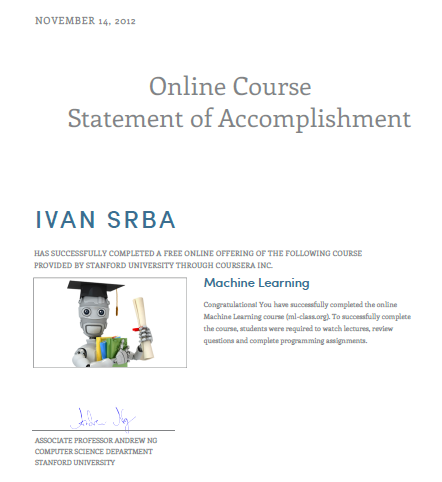 NOVEMBER 14, 2012
Online Course
Statement of Accomplishment
IVAN SRBA
HAS SUCCESSFULLY COMPLETED A FREE ONLINE OFFERING OF THE FOLLOWING COURSE
PROVIDED BY STANFORD UNIVERSITY THROUGH COURSERA INC.
Machine Learning
Congratulations! You have successfully completed the online
Machine Learning course (ml-class.org). To successfully complete
the course, students were required to watch lectures, review
questions and complete programming assignments.
Andrew Ng
ASSOCIATE PROFESSOR ANDREW NG
COMPUTER SCIENCE DEPARTMENT
STANFORD UNIVERSITY